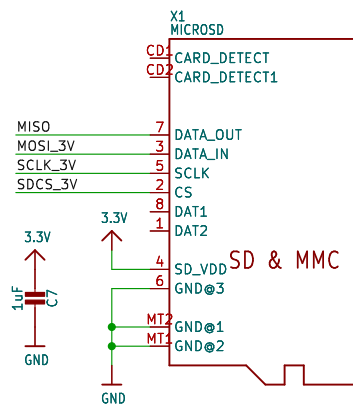 X1
MICROSD
CD1 CARD_DETECT
CD2 CARD_DETECT1
MISO 7 DATA_OUT
MOSI_3V 3 DATA_IN
SCLK_3V 5 SCLK
SDCS_3V 2 CS
8 DAT1
3.3V 1 DAT2
3.3V
4 SD_VDD
SD & MMC
6 GND@3
1uF C7
MT2 GND@1
MT1 GND@2
GND
GND